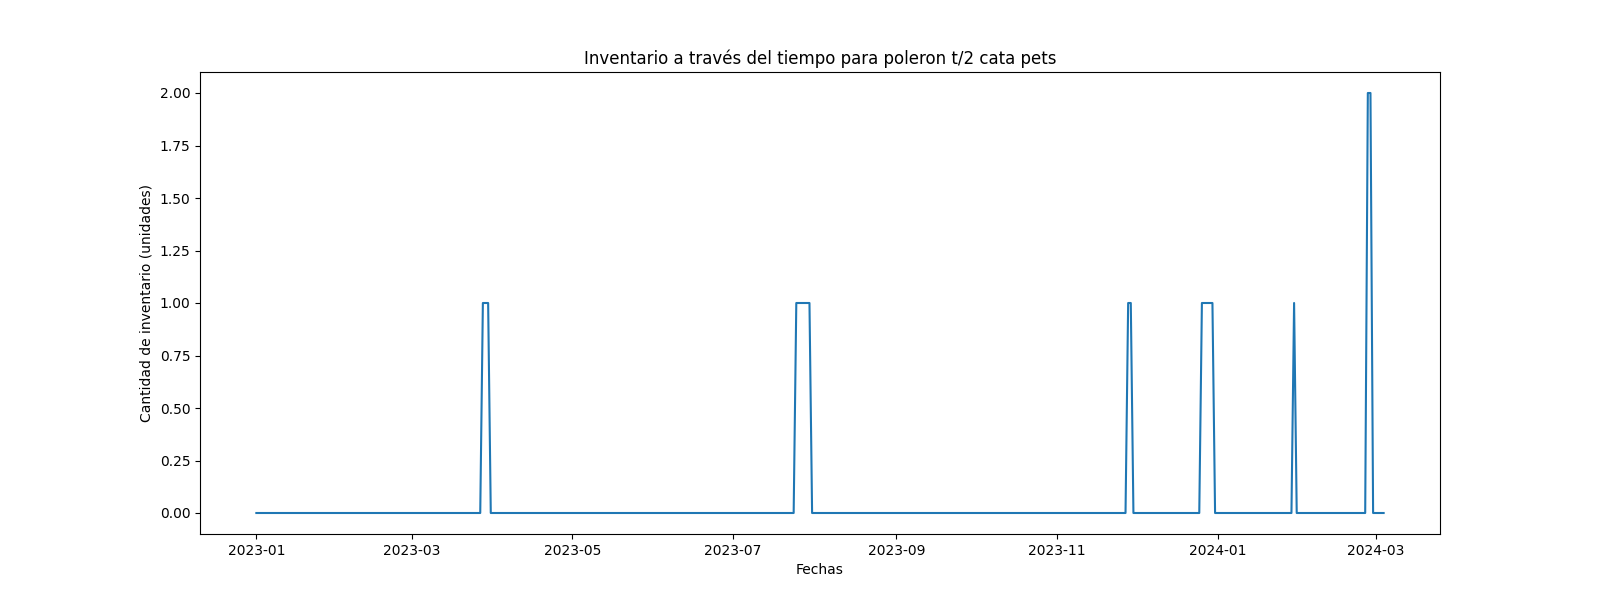 Inventario a través del tiempo para poleron t/2 cata pets
2.00
1.75
1.50
1.25
1.00
0.75
0.50
0.25
0.00
Cantidad de inventario (unidades)
2023-01 2023-03 2023-05 2023-07 2023-09 2023-11 2024-01 2024-03
Fechas